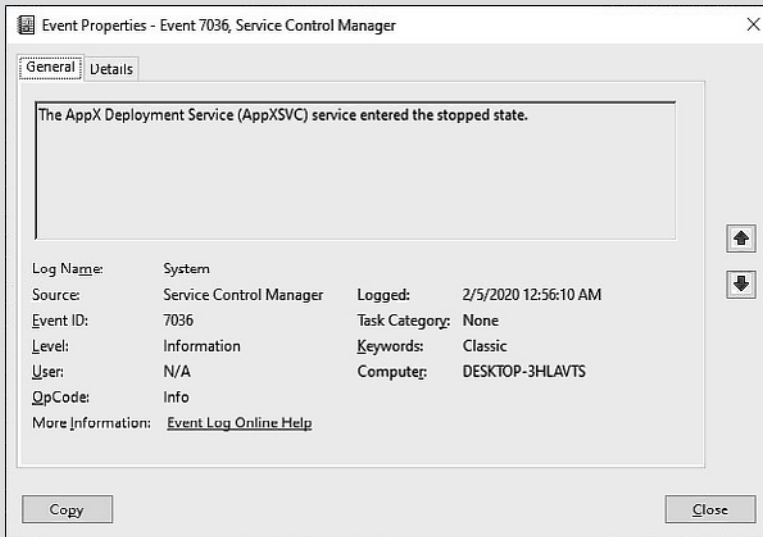 Event Properties - Event 7036, Service Control Manager
General Details
The AppX Deployment Service (AppXSVC) service entered the stopped state.
Log Name: System
Source: Service Control Manager Logged: 2/5/2020 12:56:10 AM
Event ID: 7036 Task Category: None
Level: Information Keywords: Classic
User: N/A Computer: DESKTOP-3HLAVTS
OpCode: Info
More Information: Event Log Online Help
Copy Close